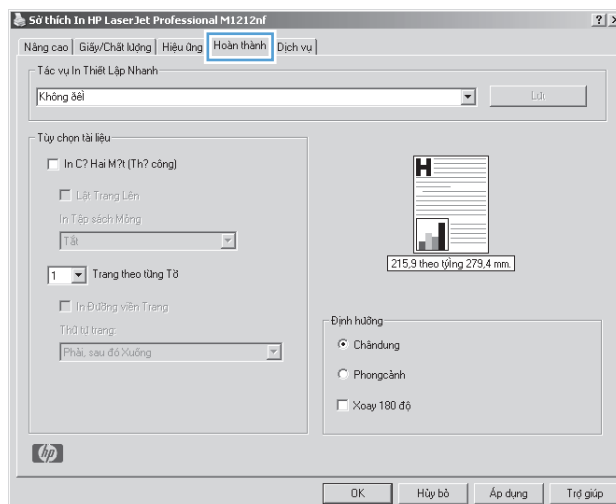 Sở thích In HP LaserJet Professional M1212nf
Nâng cao
Giấy/Chất lượng
Hiệu ứng
Hoàn thành
Dịch vụ
Tác vụ In Thiết Lập Nhanh
Không ðêÌ
Lưu
Tùy chọn tài liệu
In C? Hai M?t (Th? công)
Lật Trang Lên
In Tập sách Mỏng
Tắt
1 Trang theo từng Tờ
In Đường viền Trang
Thứ tự trang:
Phải, sau đó Xuống
H
215,9 theo týìng 279,4 mm.
Định hướng
Chândung
Phongcảnh
Xoay 180 độ
hp
OK
Hủy bỏ
Áp dụng
Trợ giúp